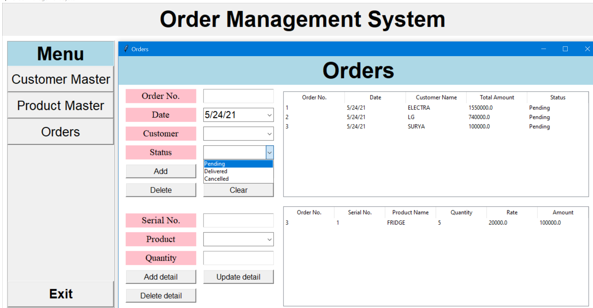 Order Management System
Menu
Customer Master
Product Master
Orders
Exit
Orders
Orders
Order No.
Date 5/24/21
Customer
Status
Pending
Delivered
Cancelled
Add
Delete Clear
Order No. Date Customer Name Total Amount Status
1 5/24/21 ELECTRA 1550000.0 Pending
2 5/24/21 LG 740000.0 Pending
3 5/24/21 SURYA 100000.0 Pending
Serial No.
Product
Quantity
Add detail Update detail
Delete detail
Order No. Serial No. Product Name Quantity Rate Amount
3 1 FRIDGE 5 20000.0 100000.0